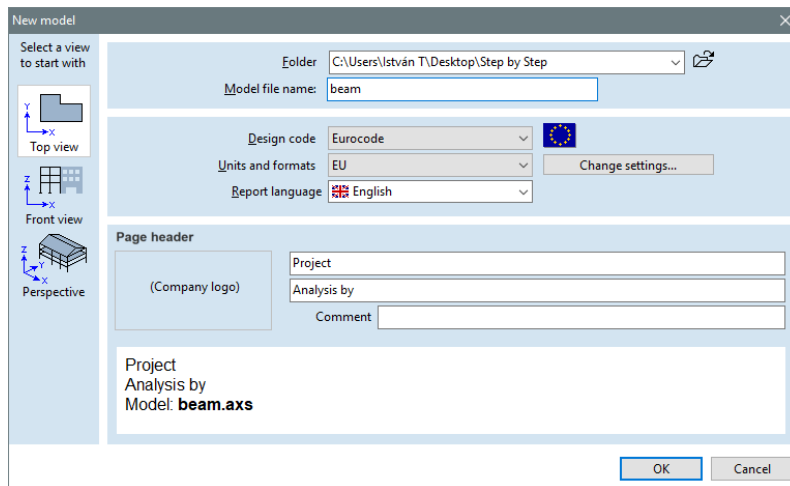 New model
Select a view
to start with
Y
X
Top view
Z
X
Front view
Z
Y
X
Perspective
Folder C:\Users\István T\Desktop\Step by Step
Model file name: beam
Design code Eurocode
Units and formats EU Change settings...
Report language English
Page header
(Company logo)
Project
Analysis by
Comment
Project
Analysis by
Model: beam.axs
OK Cancel